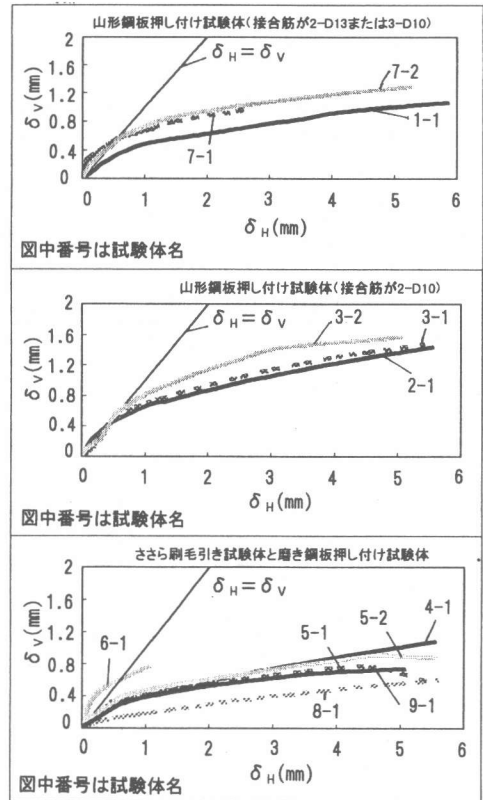 山形鋼板押し付け試験体(接合筋が2-D13または3-D10)
2
1.6
1.2
0.8
0.4
0
δV(mm)
δH=δV
7-2
1-1
7-1
0 1 2 3 4 5 6
δH(mm)
図中番号は試験体名
山形鋼板押し付け試験体(接合筋が2-D10)
2
1.6
1.2
0.8
0.4
0
δV(mm)
δH=δV
3-2
3-1
2-1
0 1 2 3 4 5 6
δH(mm)
図中番号は試験体名
ささら刷毛引き試験体と磨き鋼板押し付け試験体
2
1.6
1.2
0.8
0.4
0
δV(mm)
δH=δV
6-1
5-1
5-2
4-1
8-1
9-1
0 1 2 3 4 5 6
δH(mm)
図中番号は試験体名